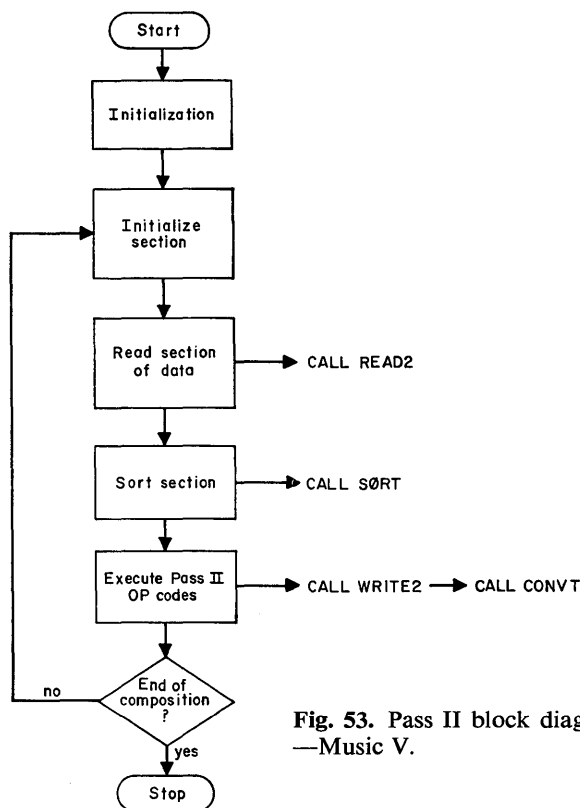 Start
Initialization
Initialize
section
Read section
of data
CALL READ2
Sort section
CALL SØRT
Execute Pass II
OP codes
CALL WRITE2
CALL CONVT
End of
composition
?
no
yes
Stop
Fig. 53. Pass II block diag
—Music V.